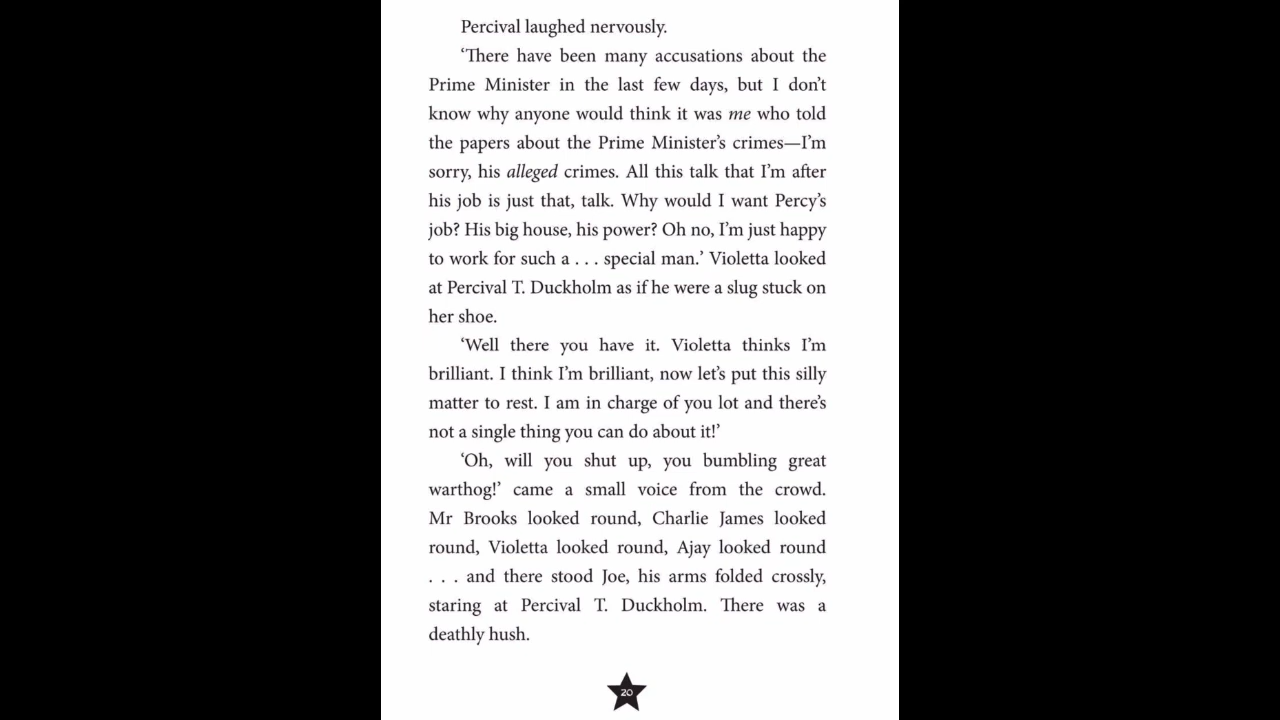 Percival laughed nervously.
‘There have been many accusations about the
Prime Minister in the last few days, but I don’t
know why anyone would think it was me who told
the papers about the Prime Minister’s crimes—I’m
sorry, his alleged crimes. All this talk that I’m after
his job is just that, talk. Why would I want Percy’s
job? His big house, his power? Oh no, I’m just happy
to work for such a . . . special man.’ Violetta looked
at Percival T. Duckholm as if he were a slug stuck on
her shoe.
‘Well there you have it. Violetta thinks I’m
brilliant. I think I’m brilliant, now let’s put this silly
matter to rest. I am in charge of you lot and there’s
not a single thing you can do about it!’
‘Oh, will you shut up, you bumbling great
warthog!’ came a small voice from the crowd.
Mr Brooks looked round, Charlie James looked
round, Violetta looked round, Ajay looked round
. . . and there stood Joe, his arms folded crossly,
staring at Percival T. Duckholm. There was a
deathly hush.
20